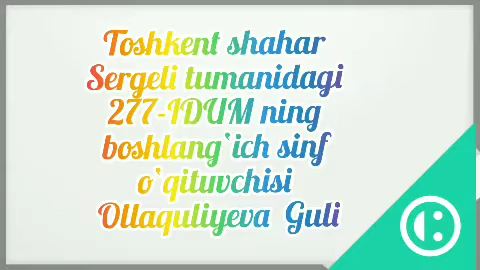 Toshkent shahar
Sergeli tumanidagi
277-IDUM ning
boshlang`ich sinf
o`qituvchisi
Ollaquliyeva Guli